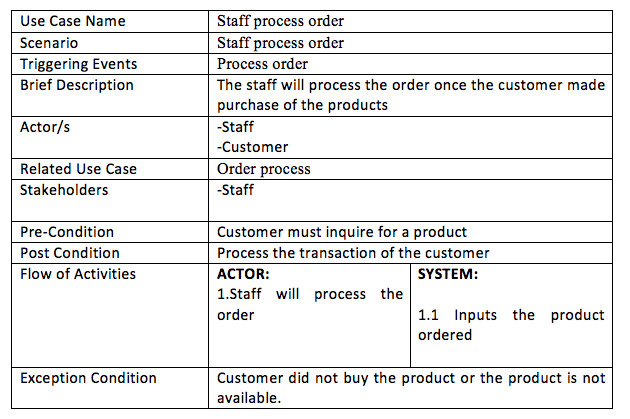 Use Case Name Staff process order
Scenario Staff process order
Triggering Events Process order
Brief Description The staff will process the order once the customer made
purchase of the products
Actor/s -Staff
-Customer
Related Use Case Order process
Stakeholders -Staff
Pre-Condition Customer must inquire for a product
Post Condition Process the transaction of the customer
Flow of Activities ACTOR: SYSTEM:
1.Staff will process the
order
1.1 Inputs the product
ordered
Exception Condition Customer did not buy the product or the product is not
available.